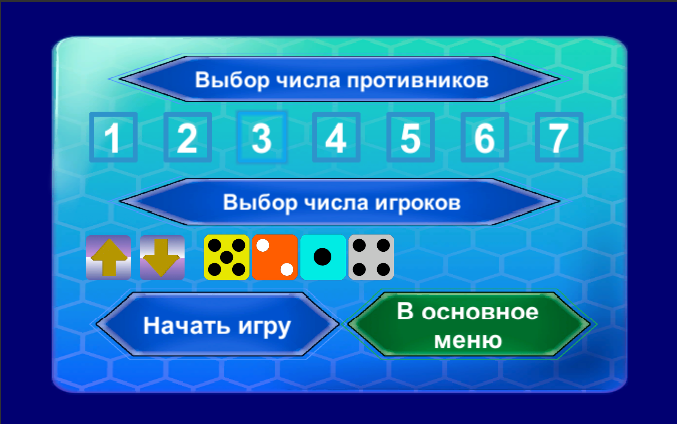 Выбор числа противников
1 2 3 4 5 6 7
Выбор числа игроков
Начать игру
В основное
меню